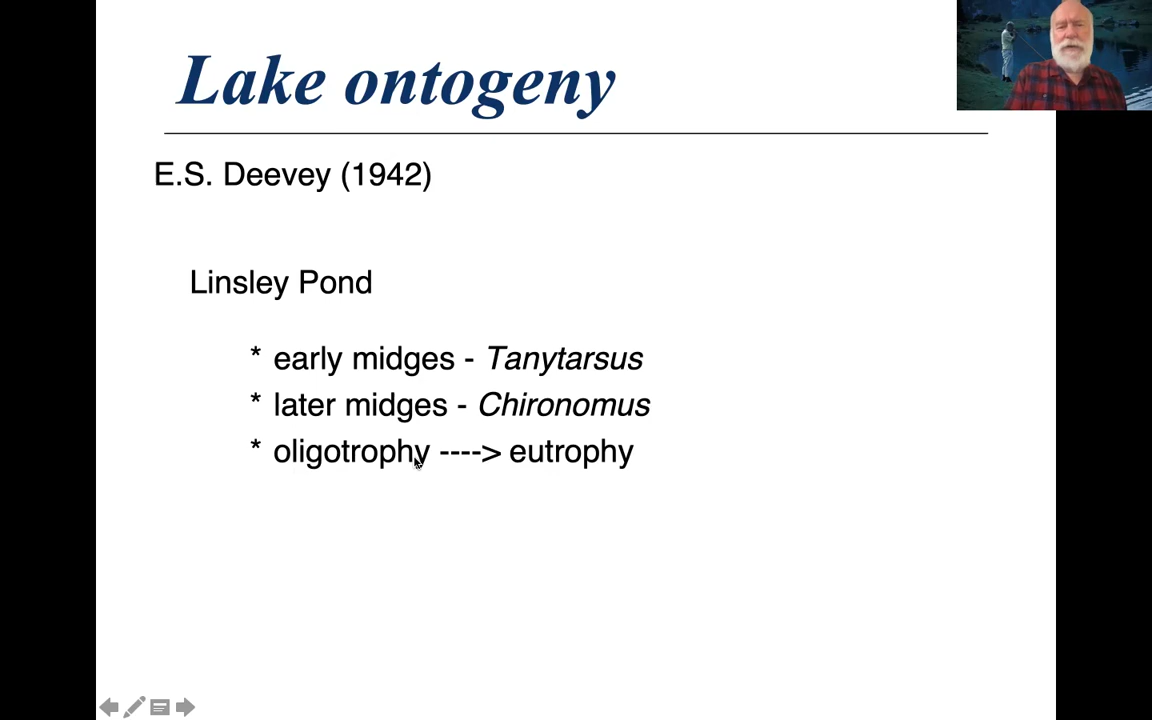 Lake ontogeny
E.S. Deevey (1942)
Linsley Pond
* early midges - Tanytarsus
* later midges - Chironomus
* oligotrophy ----> eutrophy